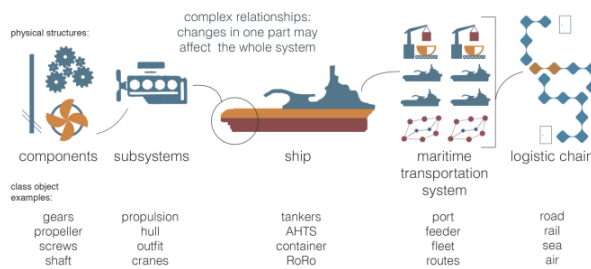 complex relationships:
changes in one part may
affect the whole system
physical structures:
components
subsystems
ship
maritime
transportation
system
logistic chain
class object
examples:
gears propulsion tankers port road
propeller hull AHTS feeder rail
screws outfit container fleet sea
shaft cranes RoRo routes air